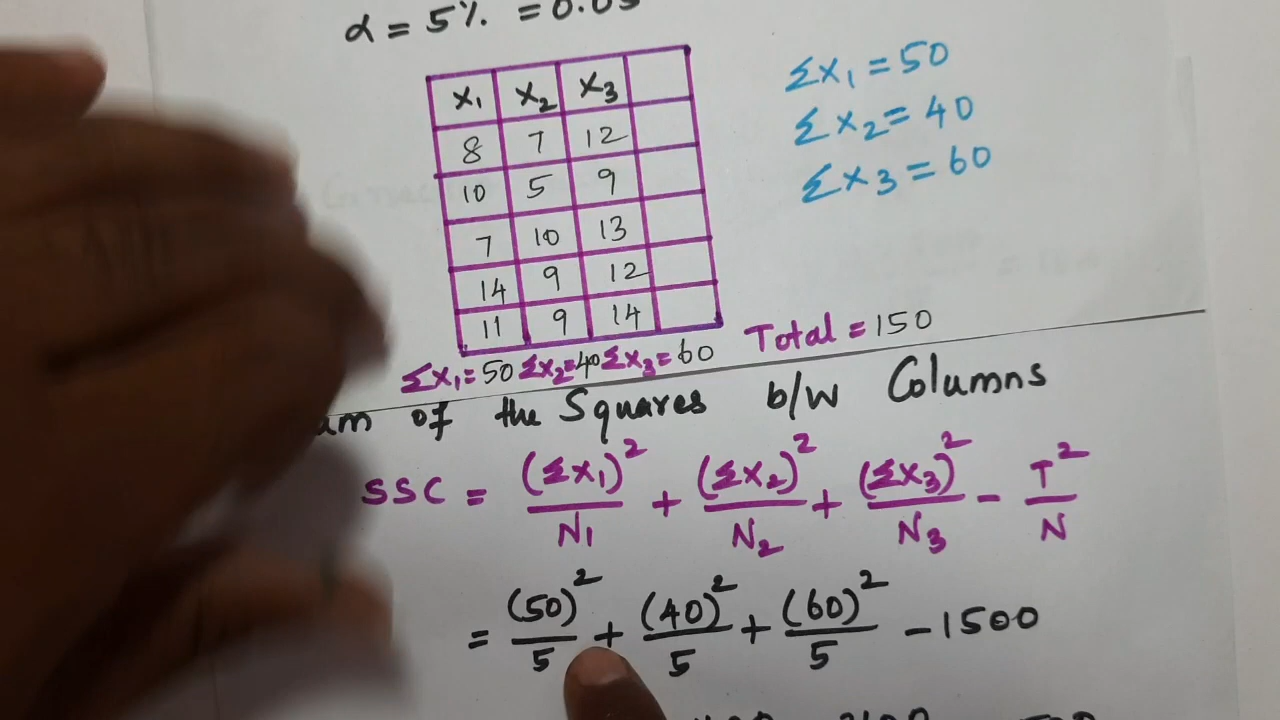 α = 5% = 0.05
X₁ X₂ X₃
8 7 12
10 5 9
7 10 13
14 9 12
11 9 14
Σx₁=50 Σx₂=40 Σx₃=60
Σx₁ = 50
Σx₂ = 40
Σx₃ = 60
Total = 150
of the Squares b/w Columns
SSC = (Σx₁)²/N₁ + (Σx₂)²/N₂ + (Σx₃)²/N₃ - T²/N
= (50)²/5 + (40)²/5 + (60)²/5 - 1500